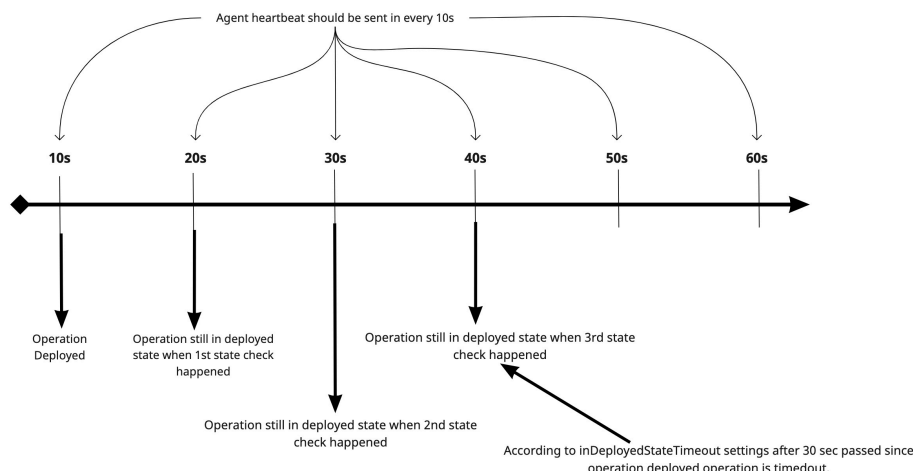 Agent heartbeat should be sent in every 10s
10s
20s
30s
40s
50s
60s
Operation
Deployed
Operation still in deployed
state when 1st state check
happened
Operation still in deployed state when 2nd state
check happened
Operation still in deployed state when 3rd state
check happened
According to inDeployedStateTimeout settings after 30 sec passed since
operation deployed operation is timedout.